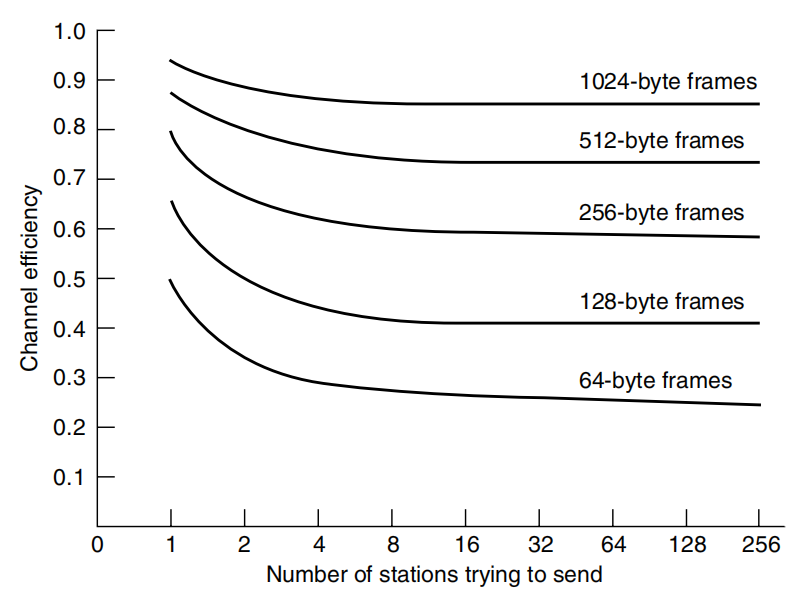 1.0
0.9
0.8
0.7
0.6
0.5
0.4
0.3
0.2
0.1
Channel efficiency
1024-byte frames
512-byte frames
256-byte frames
128-byte frames
64-byte frames
0 1 2 4 8 16 32 64 128 256
Number of stations trying to send